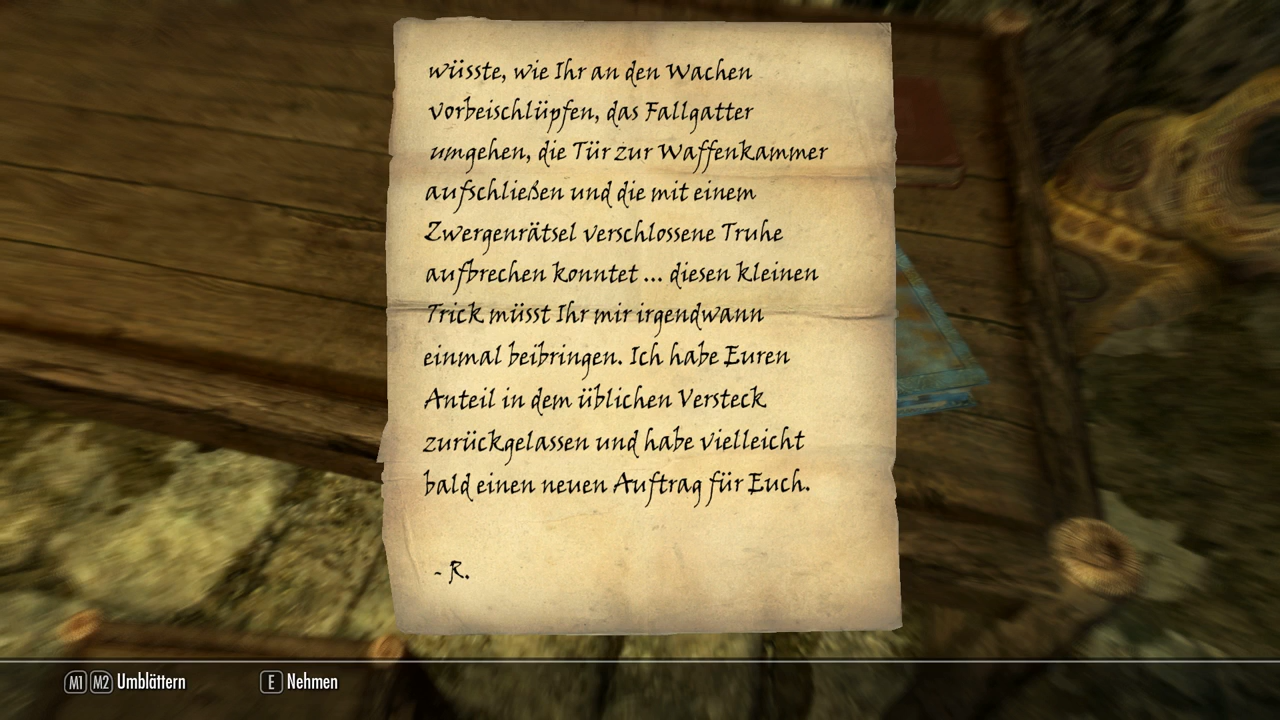 wüsste, wie Ihr an den Wachen
vorbeischlüpfen, das Fallgatter
umgehen, die Tür zur Waffenkammer
aufschließen und die mit einem
Zwergenrätsel verschlossene Truhe
aufbrechen konntet ... diesen kleinen
Trick müsst Ihr mir irgendwann
einmal beibringen. Ich habe Euren
Anteil in dem üblichen Versteck
zurückgelassen und habe vielleicht
bald einen neuen Auftrag für Euch.
- R.
M1 M2 Umblättern E Nehmen